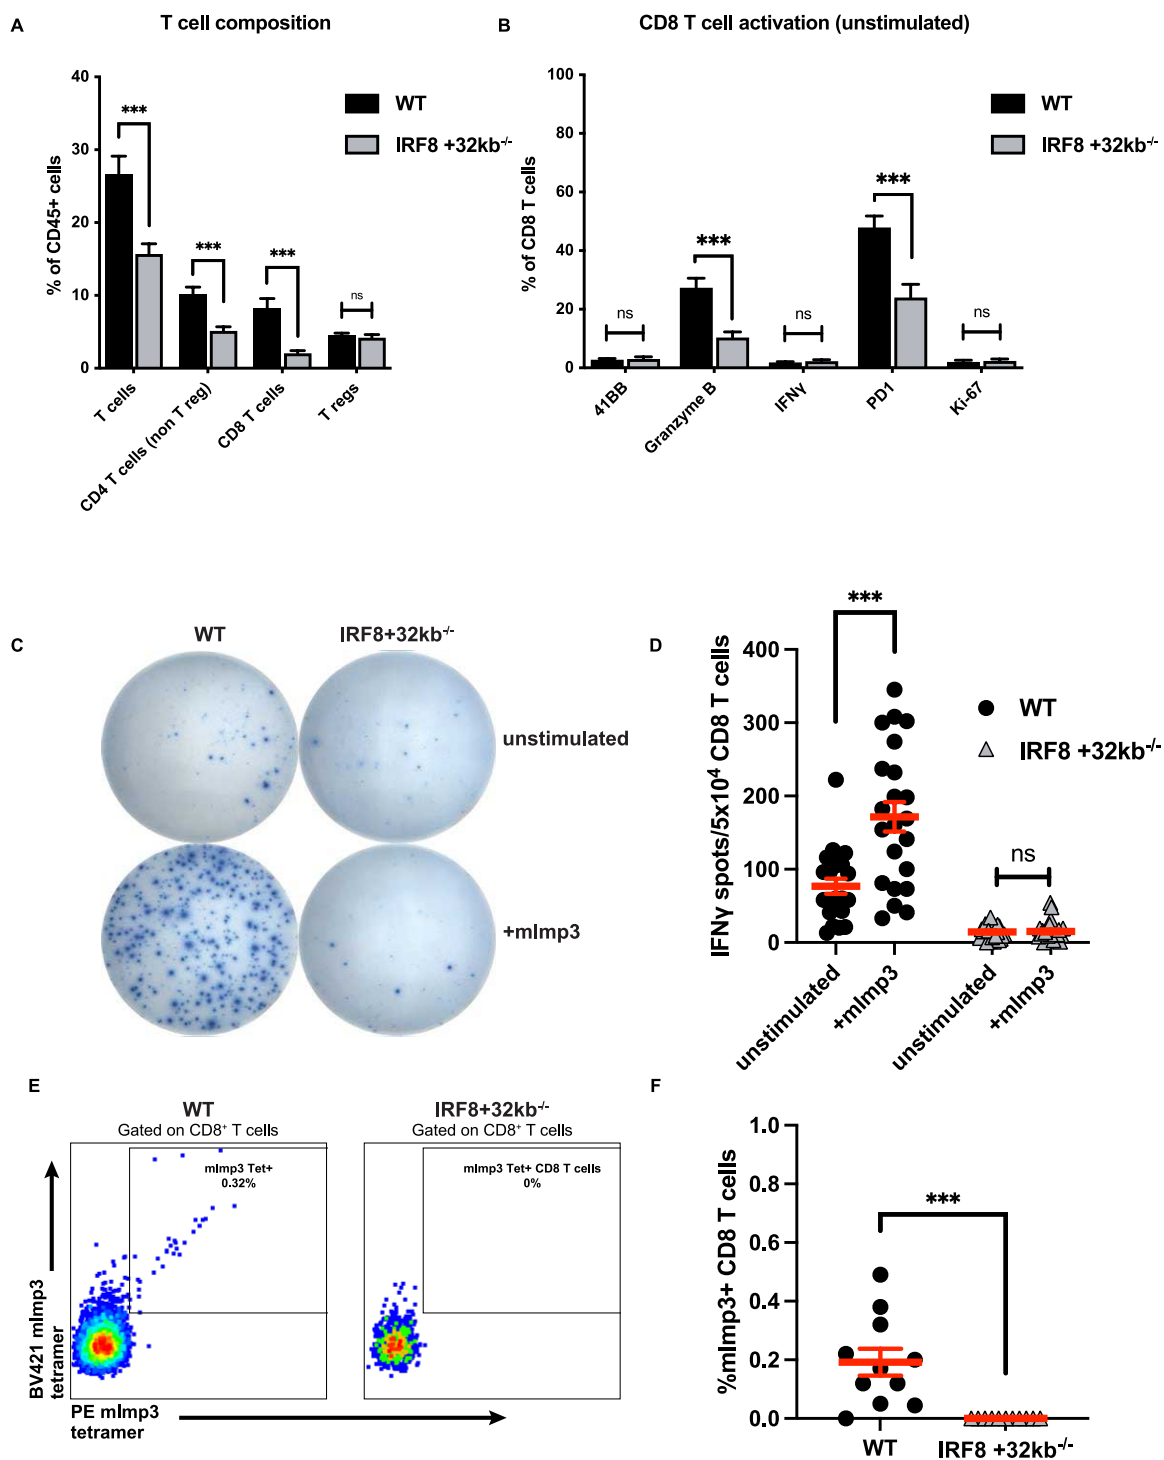 A
T cell composition
40
30
20
10
0
% of CD45+ cells
***
***
***
ns
WT
IRF8 +32kb-/-
T cells
CD4 T cells (non T reg)
CD8 T cells
T regs
B
CD8 T cell activation (unstimulated)
100
80
60
40
20
0
% of CD8 T cells
ns
***
ns
***
ns
WT
IRF8 +32kb-/-
41BB
Granzyme B
IFNγ
PD1
Ki-67
C
WT
IRF8+32kb-/-
unstimulated
+mImp3
D
IFNγ spots/5x10⁴ CD8 T cells
400
300
200
100
0
***
ns
WT
IRF8 +32kb-/-
unstimulated
+mImp3
unstimulated
+mImp3
E
WT
Gated on CD8⁺ T cells
mImp3 Tet+
0.32%
IRF8+32kb-/-
Gated on CD8⁺ T cells
mImp3 Tet+ CD8 T cells
0%
BV421 mImp3
tetramer
PE mImp3
tetramer
F
%mImp3+ CD8 T cells
1.0
0.8
0.6
0.4
0.2
0.0
***
WT
IRF8 +32kb-/-